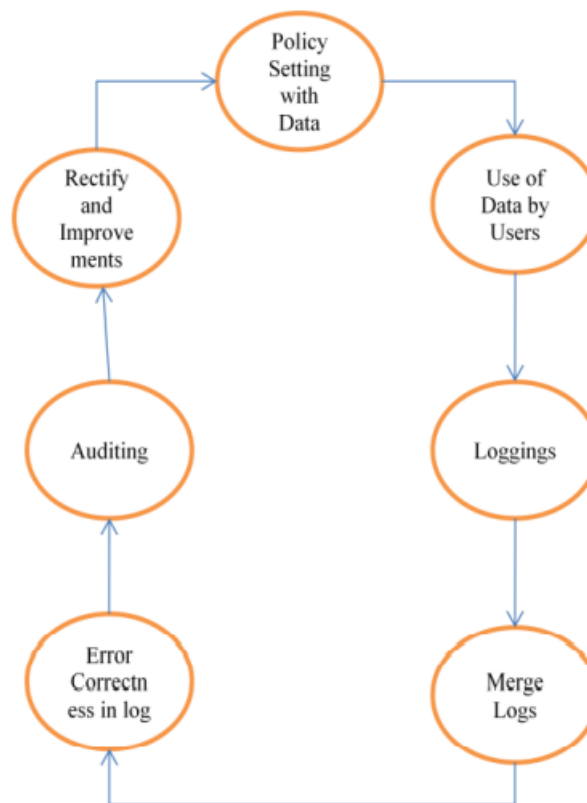 Policy
Setting
with
Data
Use of
Data by
Users
Loggings
Merge
Logs
Error
Correctn
ess in log
Auditing
Rectify
and
Improve
ments